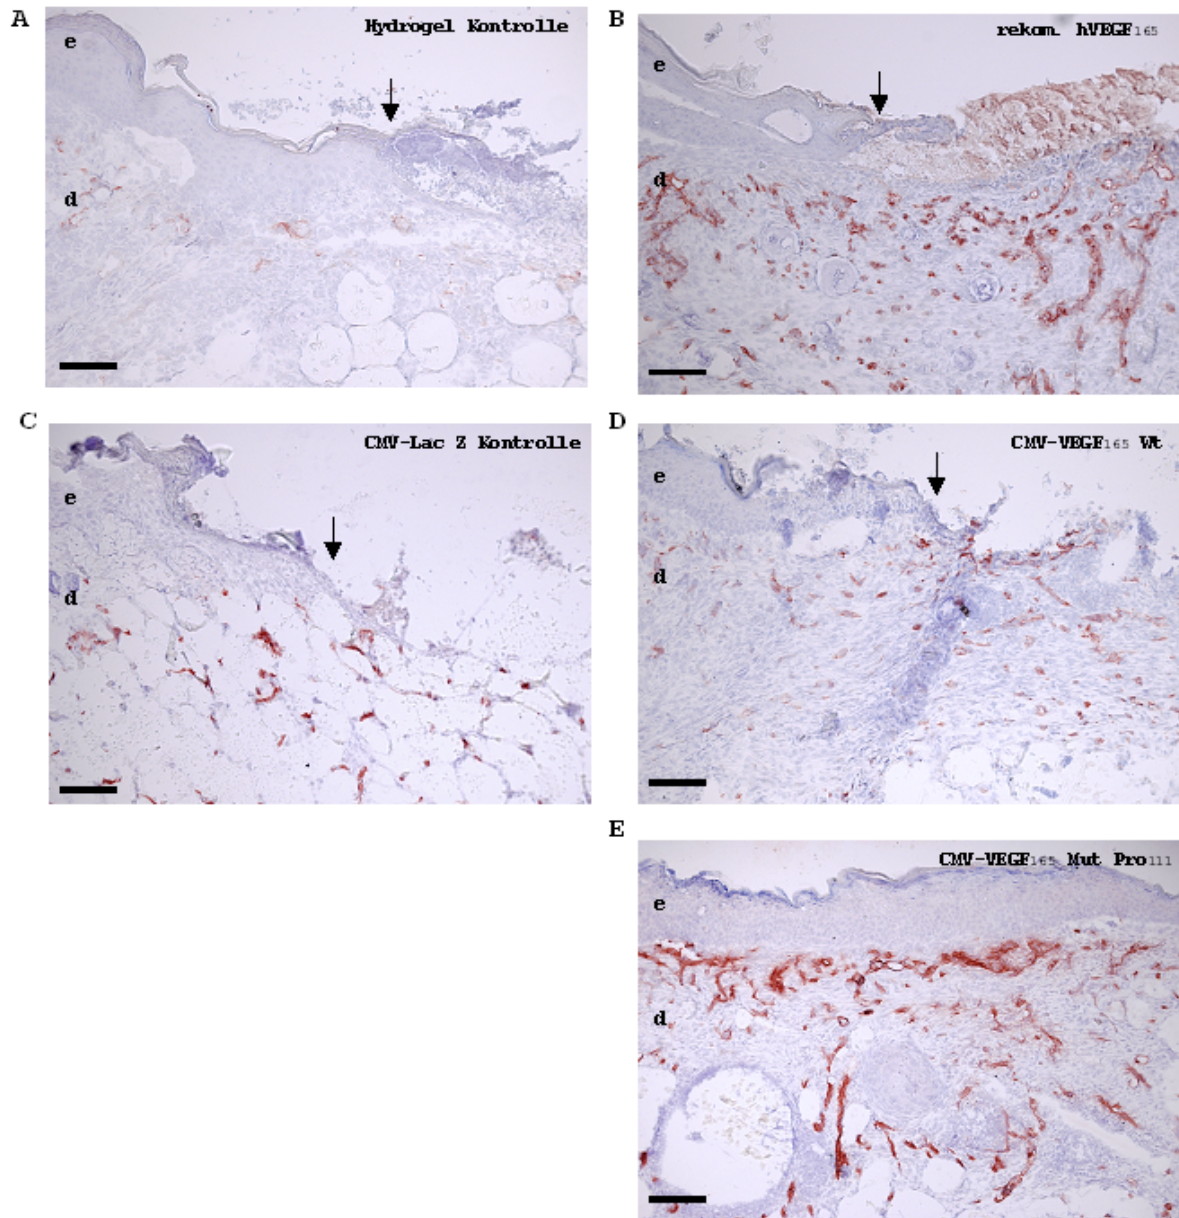 A
Hydrogel Kontrolle
e
d
B
rekom. hVEGF₁₆₅
e
d
C
CMV-Lac Z Kontrolle
e
d
D
CMV-VEGF₁₆₅ Wt
e
d
E
CMV-VEGF₁₆₅ Mut Pro₁₁₁
e
d